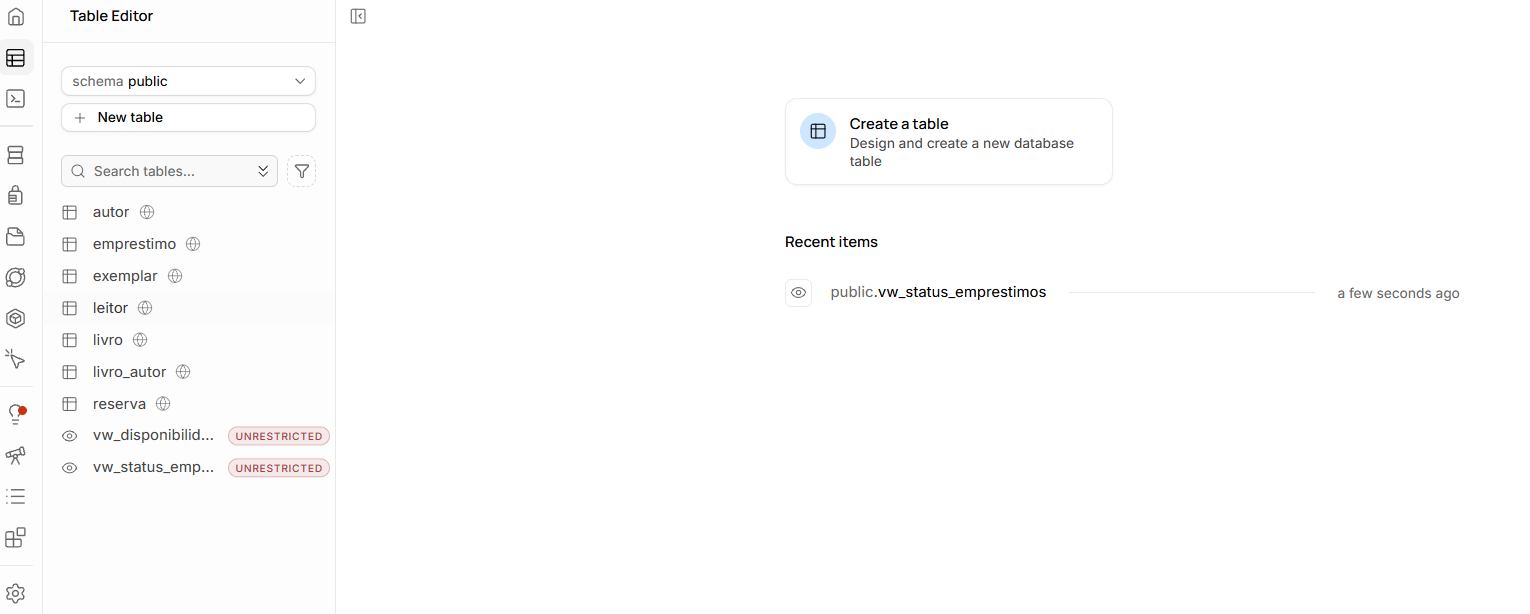 Table Editor
schema public
New table
Search tables...
autor
emprestimo
exemplar
leitor
livro
livro_autor
reserva
vw_disponibilid... UNRESTRICTED
vw_status_emp... UNRESTRICTED
Create a table
Design and create a new database
table
Recent items
public.vw_status_emprestimos a few seconds ago